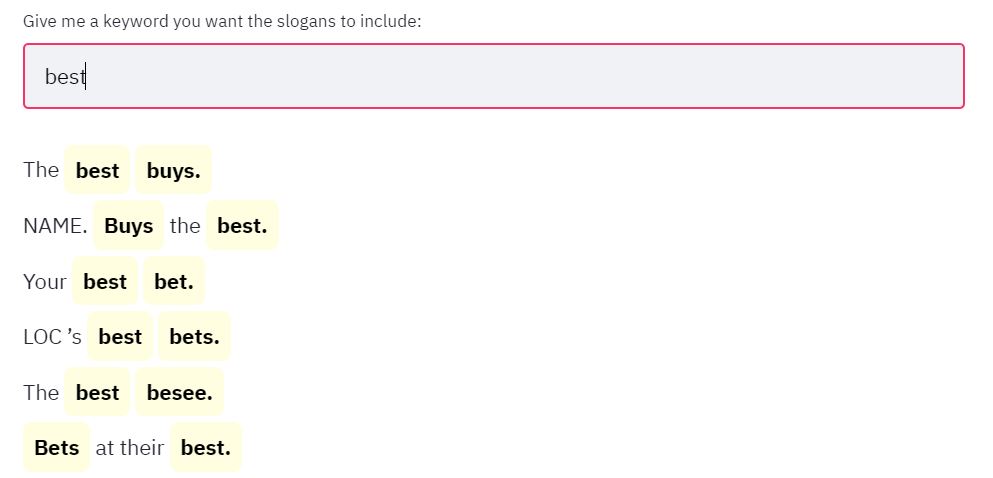 Give me a keyword you want the slogans to include:
best
The best buys.
NAME. Buys the best.
Your best bet.
LOC ’s best bets.
The best besee.
Bets at their best.